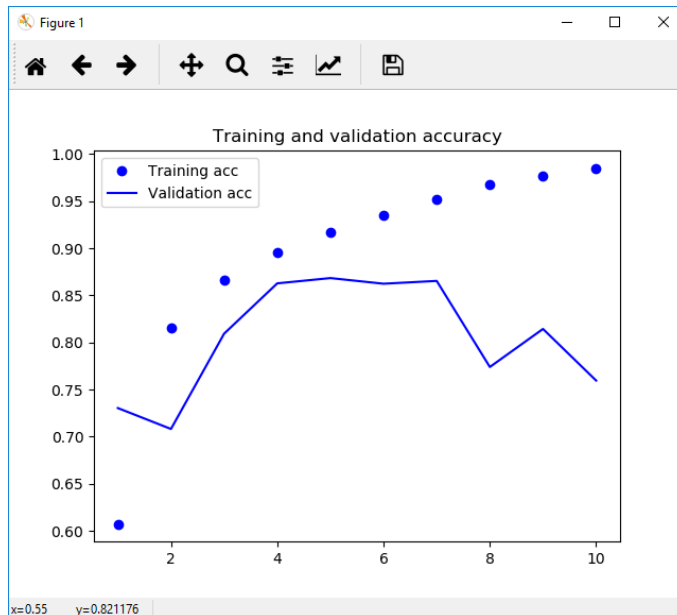 Figure 1
Training and validation accuracy
Training acc
Validation acc
1.00
0.95
0.90
0.85
0.80
0.75
0.70
0.65
0.60
2 4 6 8 10
x=0.55 y=0.821176